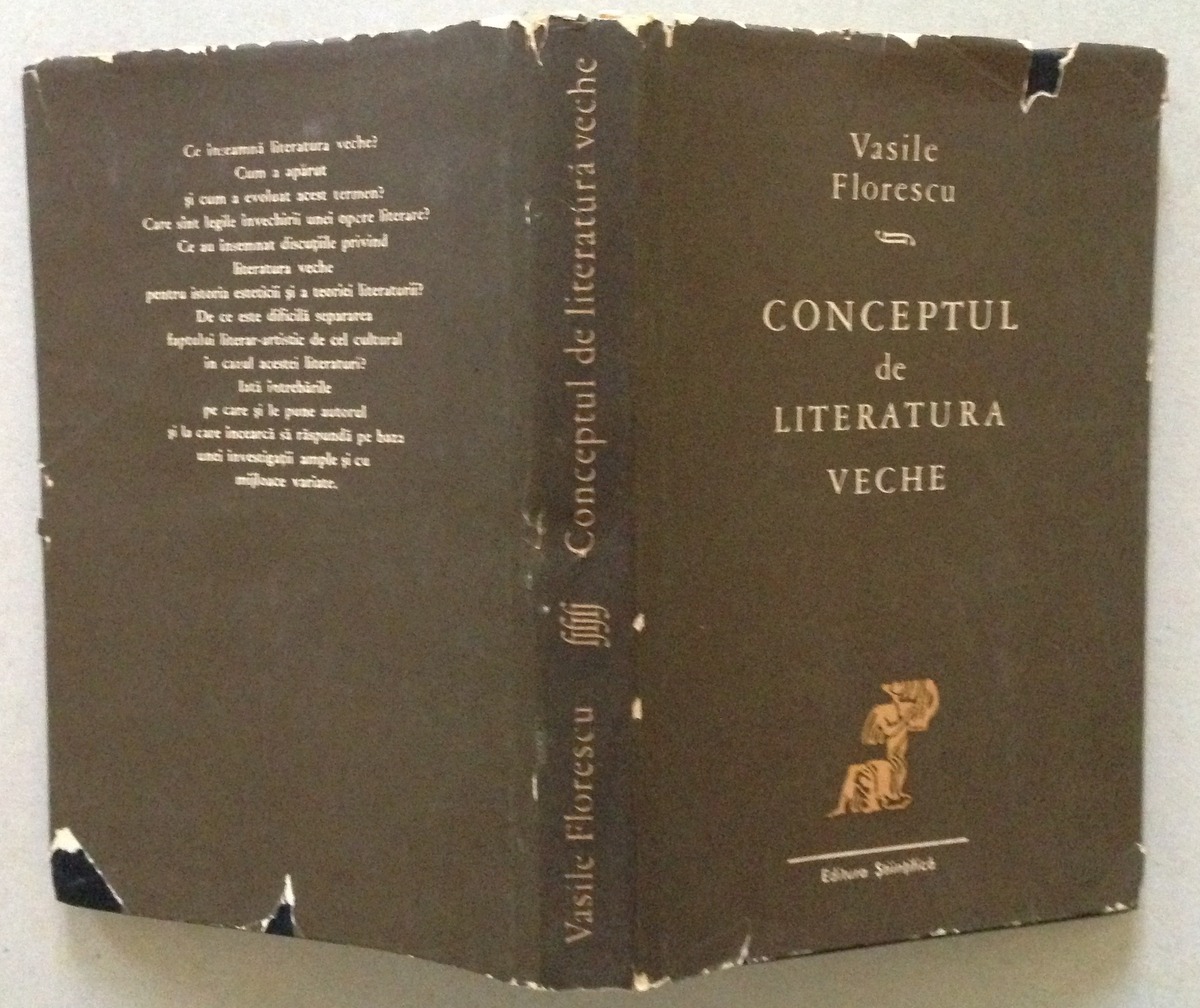 Ce înseamnă literatura veche?
Cum a apărut
și cum a evoluat acest termen?
Care sînt legile învechirii unei opere literare?
Ce au însemnat discuțiile privind
literatura veche
pentru istoria esteticii și a teoriei literaturii?
De ce este dificilă separarea
faptului literar-artistic de cel cultural
în cazul acestei literaturi?
Iată întrebările
pe care și le pune autorul
și la care încearcă să răspundă pe baza
unei investigații ample și cu
mijloace variate.
Vasile Florescu Conceptul de literatură veche
Vasile
Florescu
CONCEPTUL
de
LITERATURA
VECHE
Editura Științifică